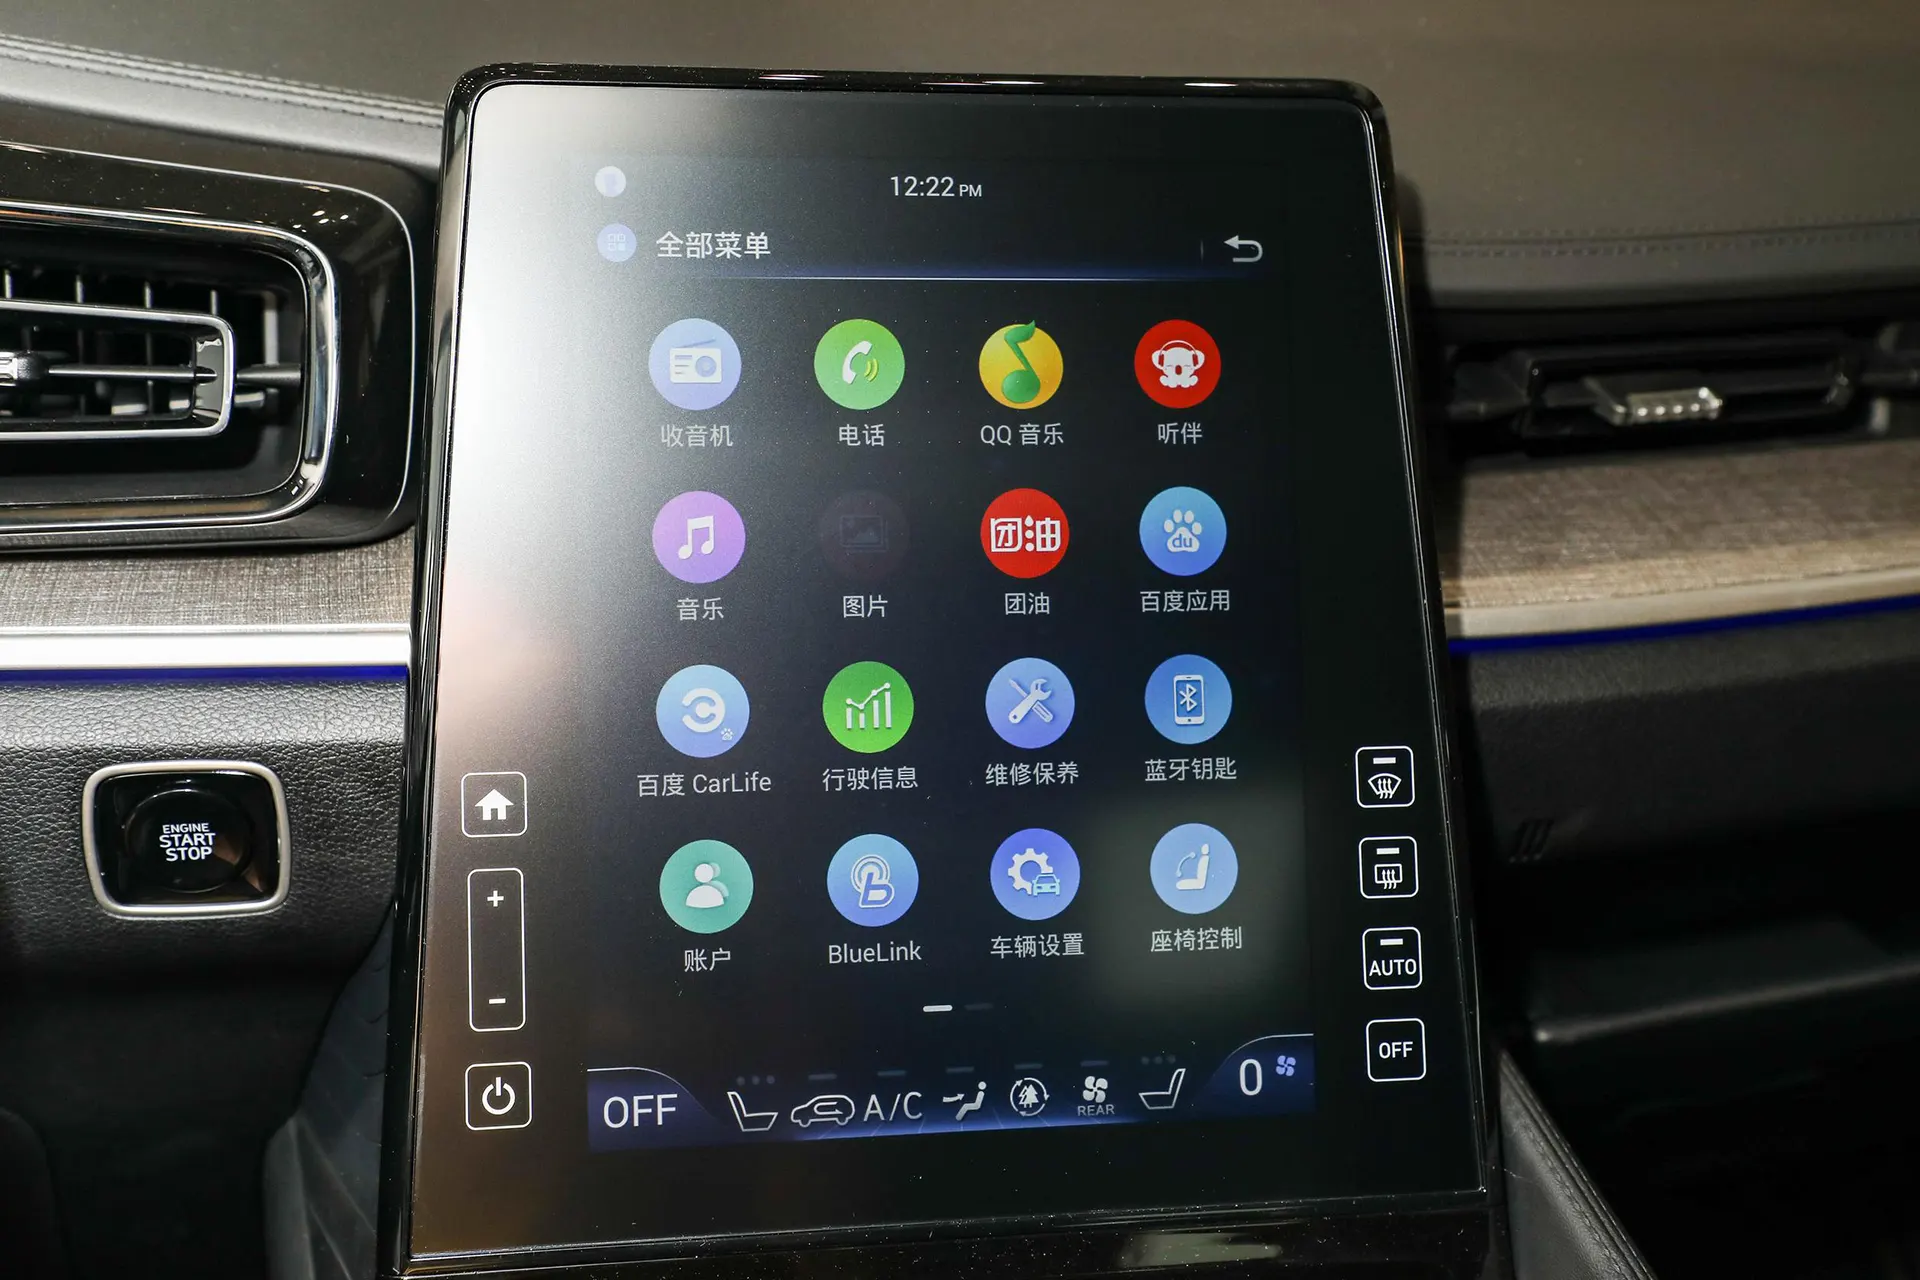 12:22 PM
全部菜单
收音机 电话 QQ 音乐 听伴
团:油
du
音乐 图片 团油 百度应用
百度 CarLife 行驶信息 维修保养 蓝牙钥匙
ENGINE
START
STOP
账户 BlueLink 车辆设置 座椅控制
+
-
AUTO
OFF
OFF A/C REAR 0